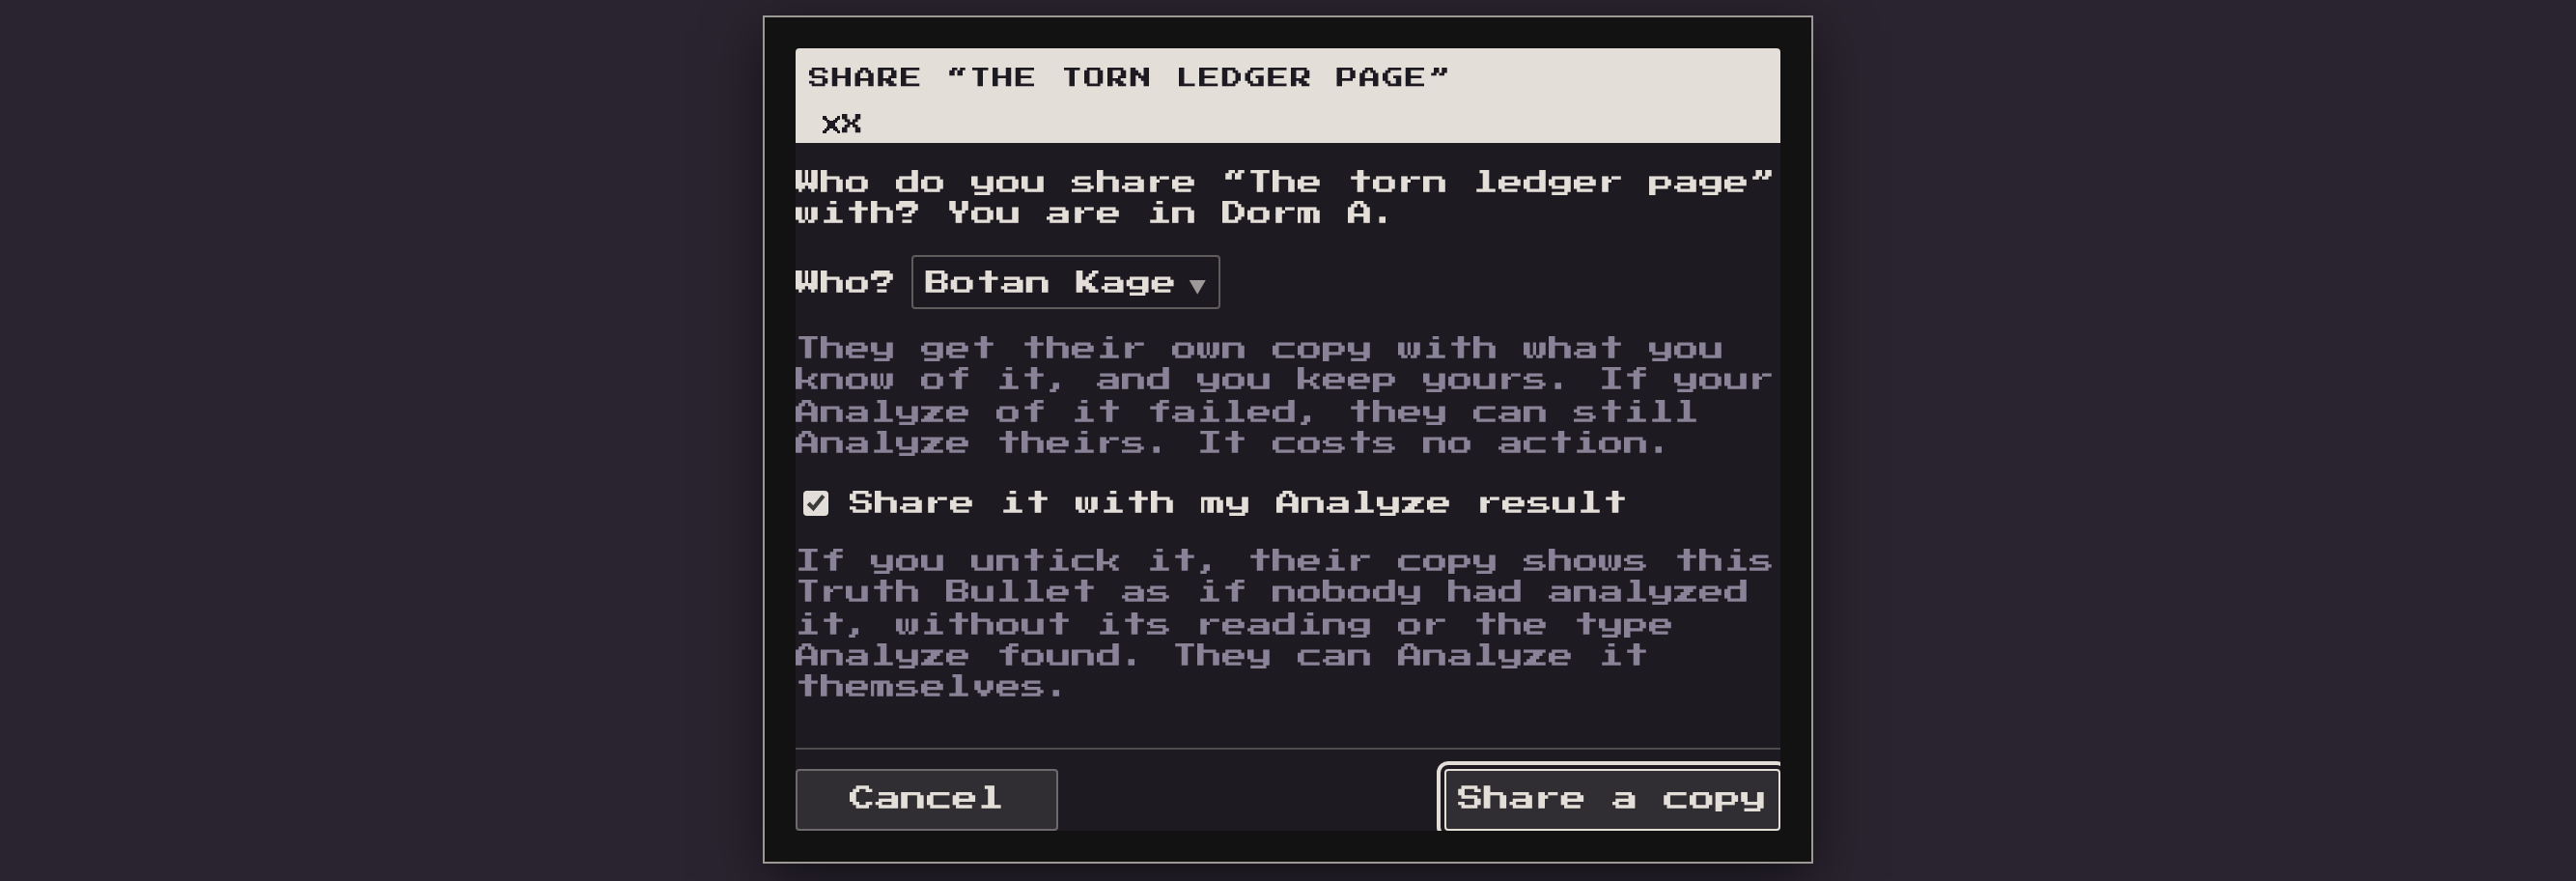 SHARE “THE TORN LEDGER PAGE”
xX
Who do you share “The torn ledger page”
with? You are in Dorm A.
Who? Botan Kage ▼
They get their own copy with what you
know of it, and you keep yours. If your
Analyze of it failed, they can still
Analyze theirs. It costs no action.
Share it with my Analyze result
If you untick it, their copy shows this
Truth Bullet as if nobody had analyzed
it, without its reading or the type
Analyze found. They can Analyze it
themselves.
Cancel Share a copy